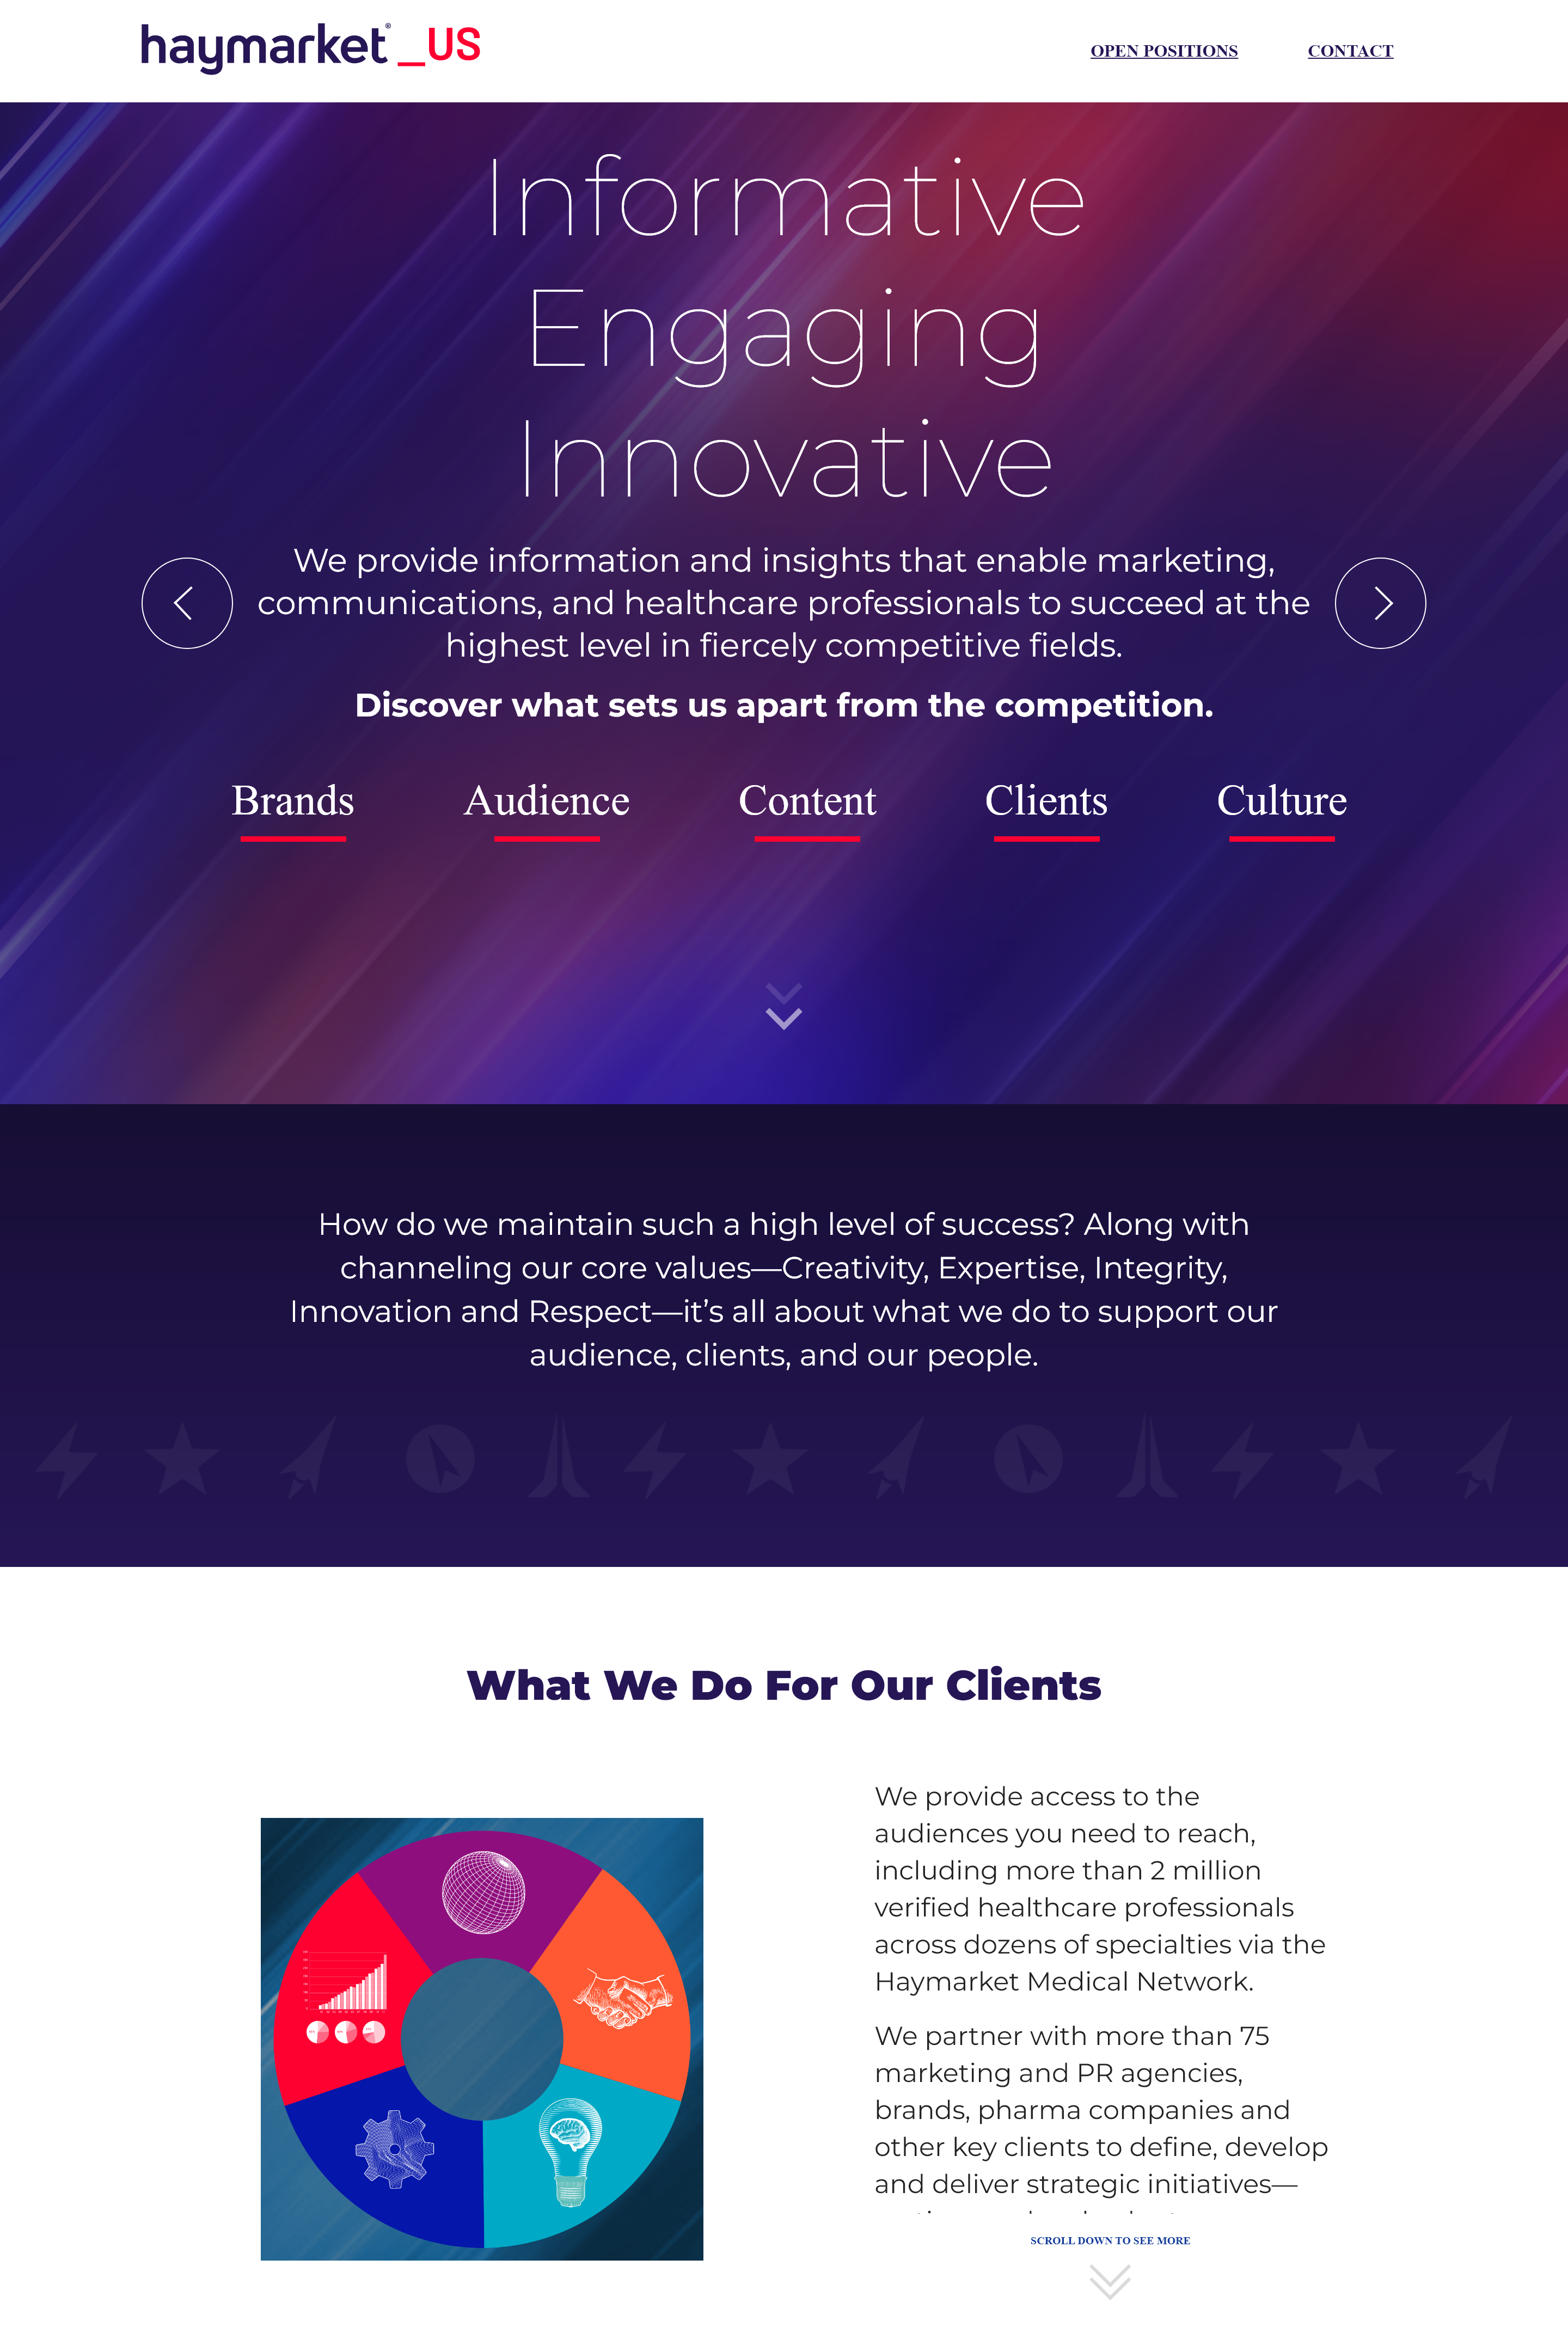 haymarket® _US
OPEN POSITIONS
CONTACT
Informative
Engaging
Innovative
We provide information and insights that enable marketing,
communications, and healthcare professionals to succeed at the
highest level in fiercely competitive fields.
Discover what sets us apart from the competition.
Brands
Audience
Content
Clients
Culture
How do we maintain such a high level of success? Along with
channeling our core values—Creativity, Expertise, Integrity,
Innovation and Respect—it's all about what we do to support our
audience, clients, and our people.
What We Do For Our Clients
We provide access to the
audiences you need to reach,
including more than 2 million
verified healthcare professionals
across dozens of specialties via the
Haymarket Medical Network.
We partner with more than 75
marketing and PR agencies,
brands, pharma companies and
other key clients to define, develop
and deliver strategic initiatives—
SCROLL DOWN TO SEE MORE